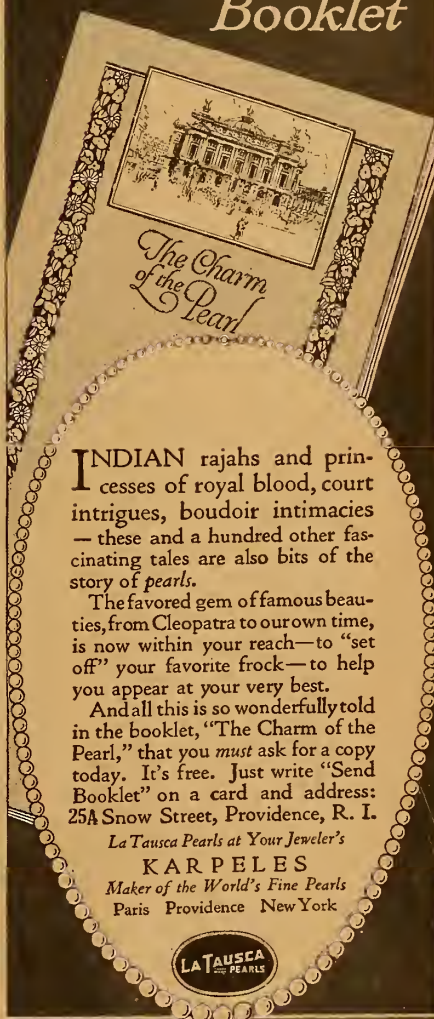 Booklet
The Charm
of the
Pearl
INDIAN rajahs and prin-
cesses of royal blood, court
intrigues, boudoir intimacies
— these and a hundred other fas-
cinating tales are also bits of the
story of pearls.
The favored gem of famous beau-
ties, from Cleopatra to our own time,
is now within your reach—to "set
off" your favorite frock—to help
you appear at your very best.
And all this is so wonderfully told
in the booklet, "The Charm of the
Pearl," that you must ask for a copy
today. It's free. Just write "Send
Booklet" on a card and address:
25A Snow Street, Providence, R. I.
La Tausca Pearls at Your Jeweler's
KARPELES
Maker of the World's Fine Pearls
Paris Providence New York
LA TAUSCA
PEARLS